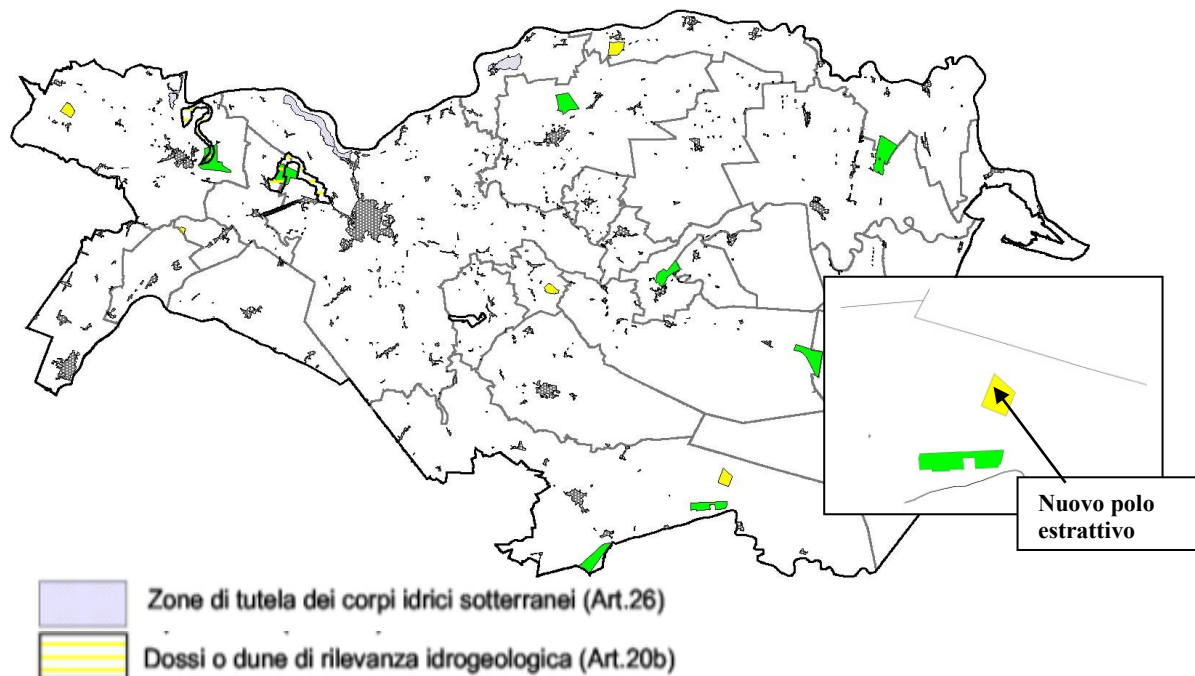 Nuovo polo
estrattivo
Zone di tutela dei corpi idrici sotterranei (Art.26)
Dossi o dune di rilevanza idrogeologica (Art.20b)